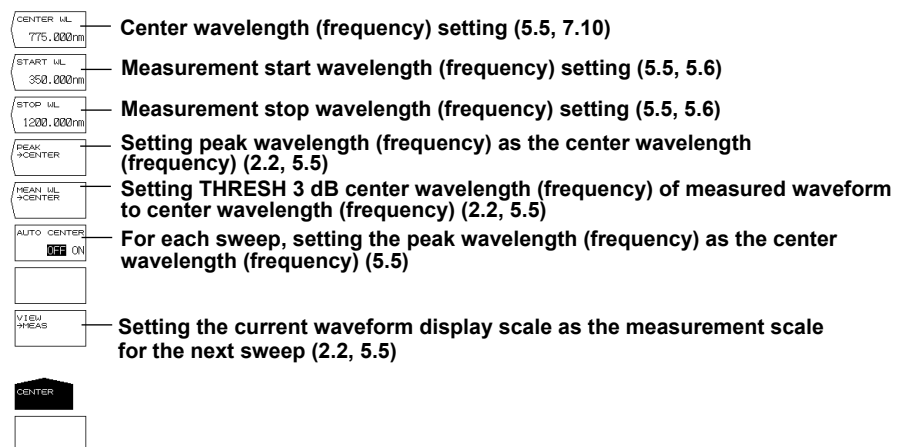 CENTER WL
775.000nm
Center wavelength (frequency) setting (5.5, 7.10)
START WL
350.000nm
Measurement start wavelength (frequency) setting (5.5, 5.6)
STOP WL
1200.000nm
Measurement stop wavelength (frequency) setting (5.5, 5.6)
PEAK
→CENTER
Setting peak wavelength (frequency) as the center wavelength
(frequency) (2.2, 5.5)
MEAN WL
→CENTER
Setting THRESH 3 dB center wavelength (frequency) of measured waveform
to center wavelength (frequency) (2.2, 5.5)
AUTO CENTER
OFF ON
For each sweep, setting the peak wavelength (frequency) as the center
wavelength (frequency) (5.5)
VIEW
→MEAS
Setting the current waveform display scale as the measurement scale
for the next sweep (2.2, 5.5)
CENTER